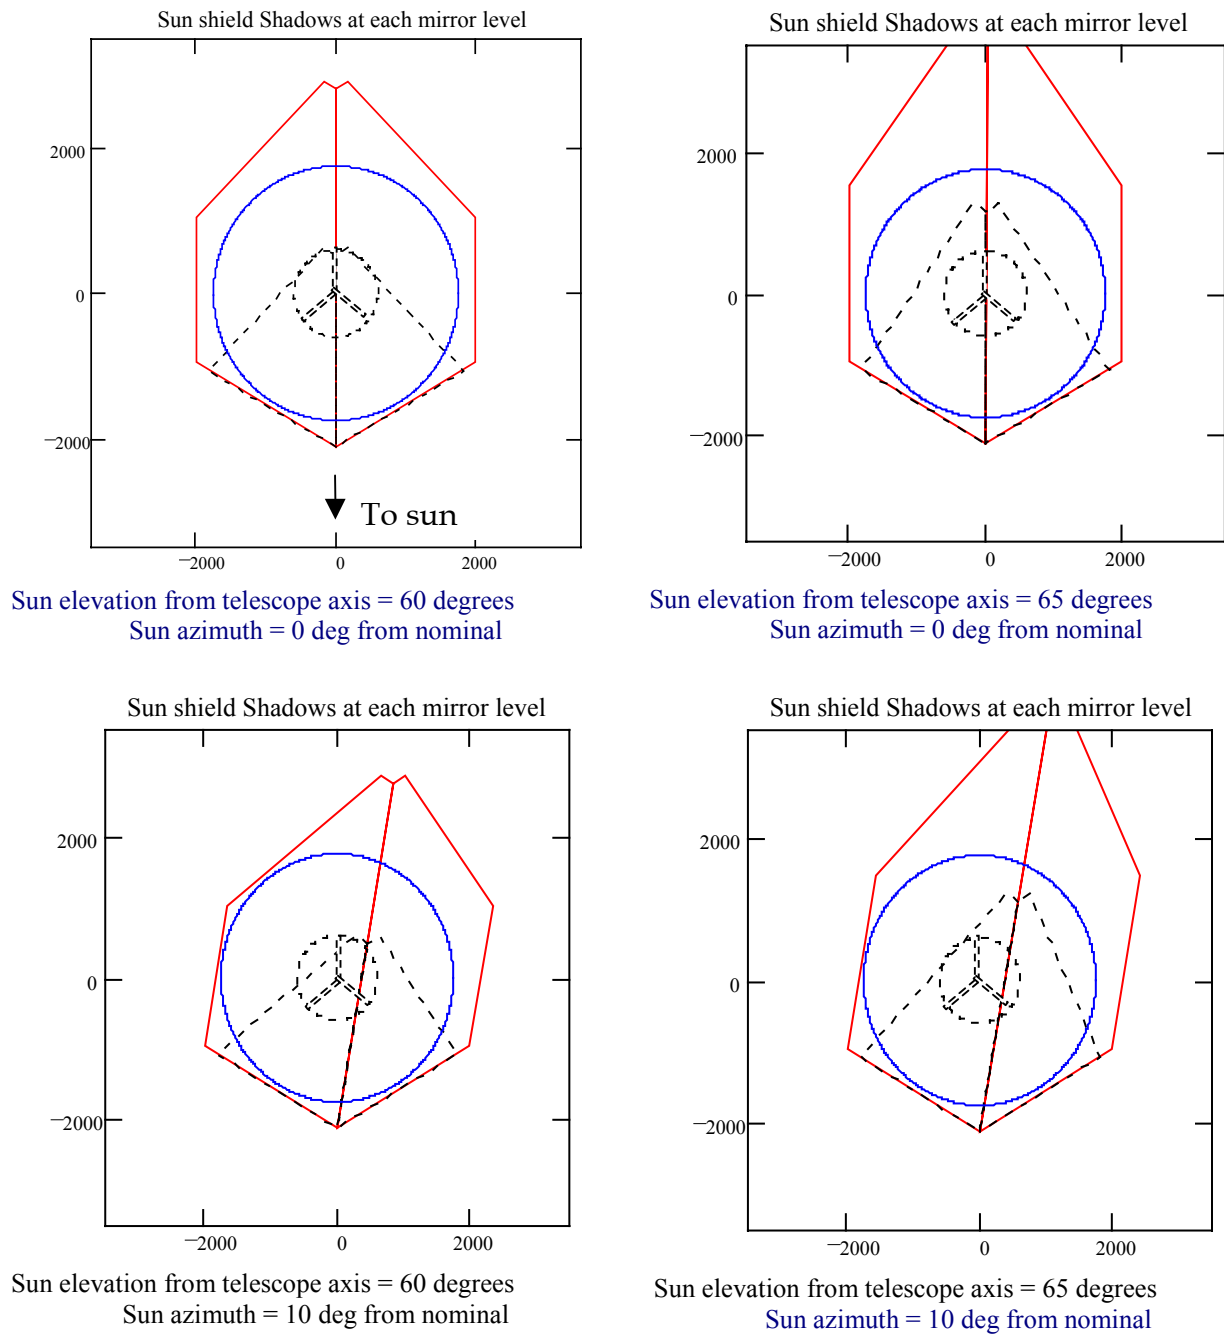 Sun shield Shadows at each mirror level
2000
0
−2000
To sun
−2000
0
2000
Sun elevation from telescope axis = 60 degrees
Sun azimuth = 0 deg from nominal
Sun shield Shadows at each mirror level
2000
0
−2000
−2000
0
2000
Sun elevation from telescope axis = 65 degrees
Sun azimuth = 0 deg from nominal
Sun shield Shadows at each mirror level
2000
0
−2000
−2000
0
2000
Sun elevation from telescope axis = 60 degrees
Sun azimuth = 10 deg from nominal
Sun shield Shadows at each mirror level
2000
0
−2000
−2000
0
2000
Sun elevation from telescope axis = 65 degrees
Sun azimuth = 10 deg from nominal